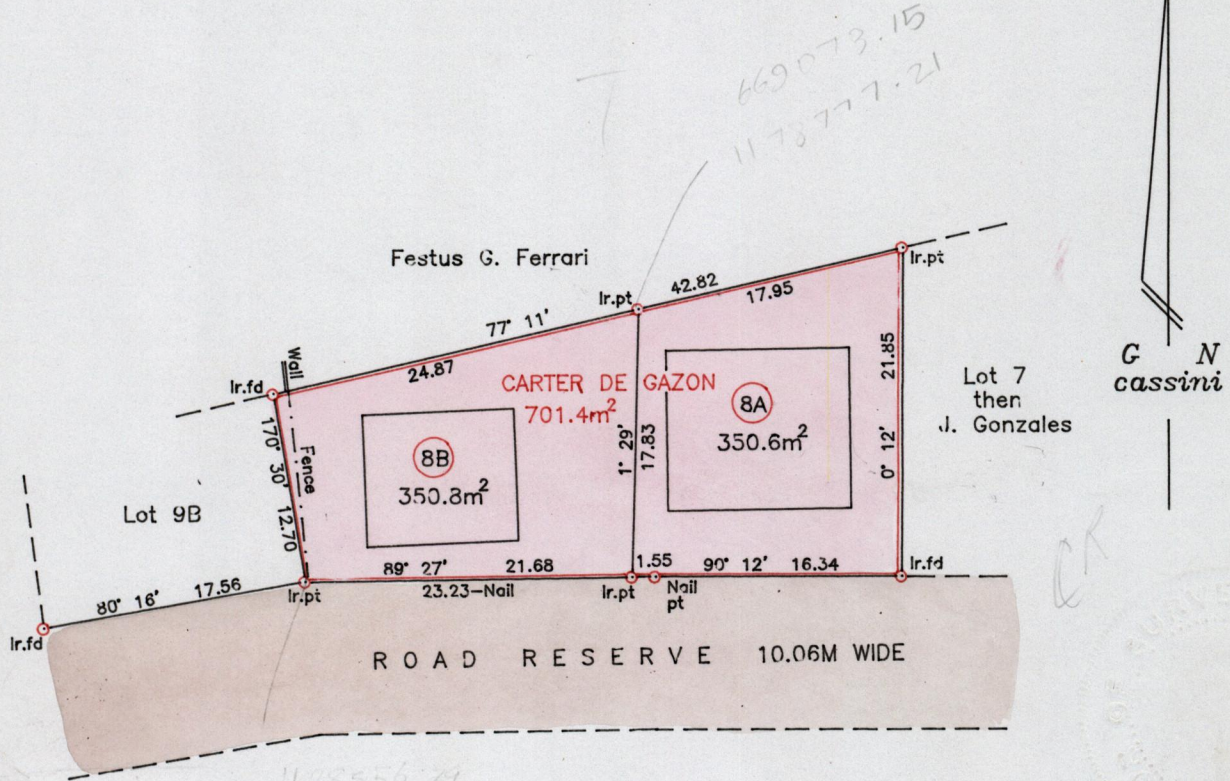 669073.15
1178777.21
Festus G. Ferrari
Ir.pt
Ir.pt
42.82
17.95
77° 11'
24.87
G N
cassini
Wall
Ir.fd
CARTER DE GAZON
701.4m²
8A
350.6m²
21.85
0° 12'
Lot 7
then
J. Gonzales
1° 29'
17.83
8B
350.8m²
170° 30' 12.70
Fence
Lot 9B
89° 27' 21.68
23.23-Nail
1.55
90° 12' 16.34
Ir.fd
80° 16' 17.56
Ir.pt
Ir.pt
Nail
pt
Ir.fd
ROAD RESERVE 10.06M WIDE